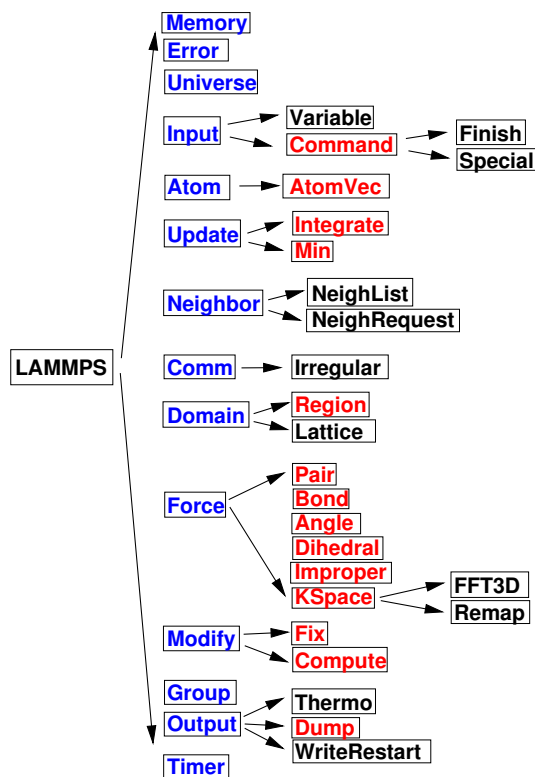 Memory
Error
Universe
Variable
Input
Command
Finish
Special
Atom
AtomVec
Integrate
Update
Min
NeighList
Neighbor
NeighRequest
LAMMPS
Comm
Irregular
Region
Domain
Lattice
Pair
Bond
Force
Angle
Dihedral
Improper
KSpace
FFT3D
Remap
Fix
Modify
Compute
Group
Thermo
Output
Dump
WriteRestart
Timer